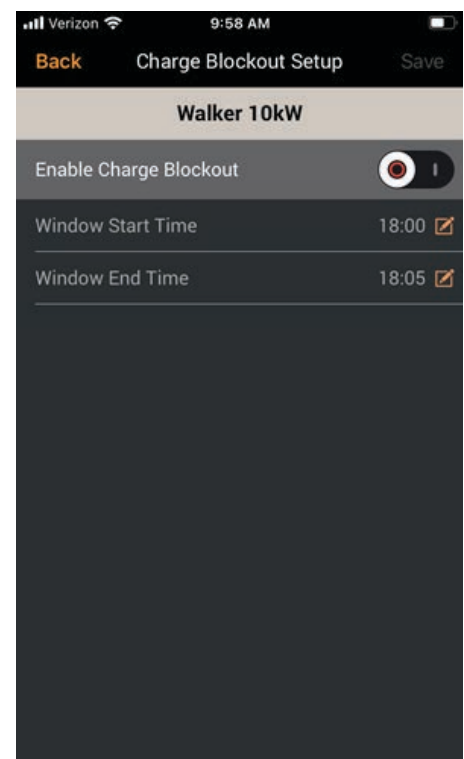 Verizon 9:58 AM
Back Charge Blockout Setup Save
Walker 10kW
Enable Charge Blockout I
Window Start Time 18:00
Window End Time 18:05